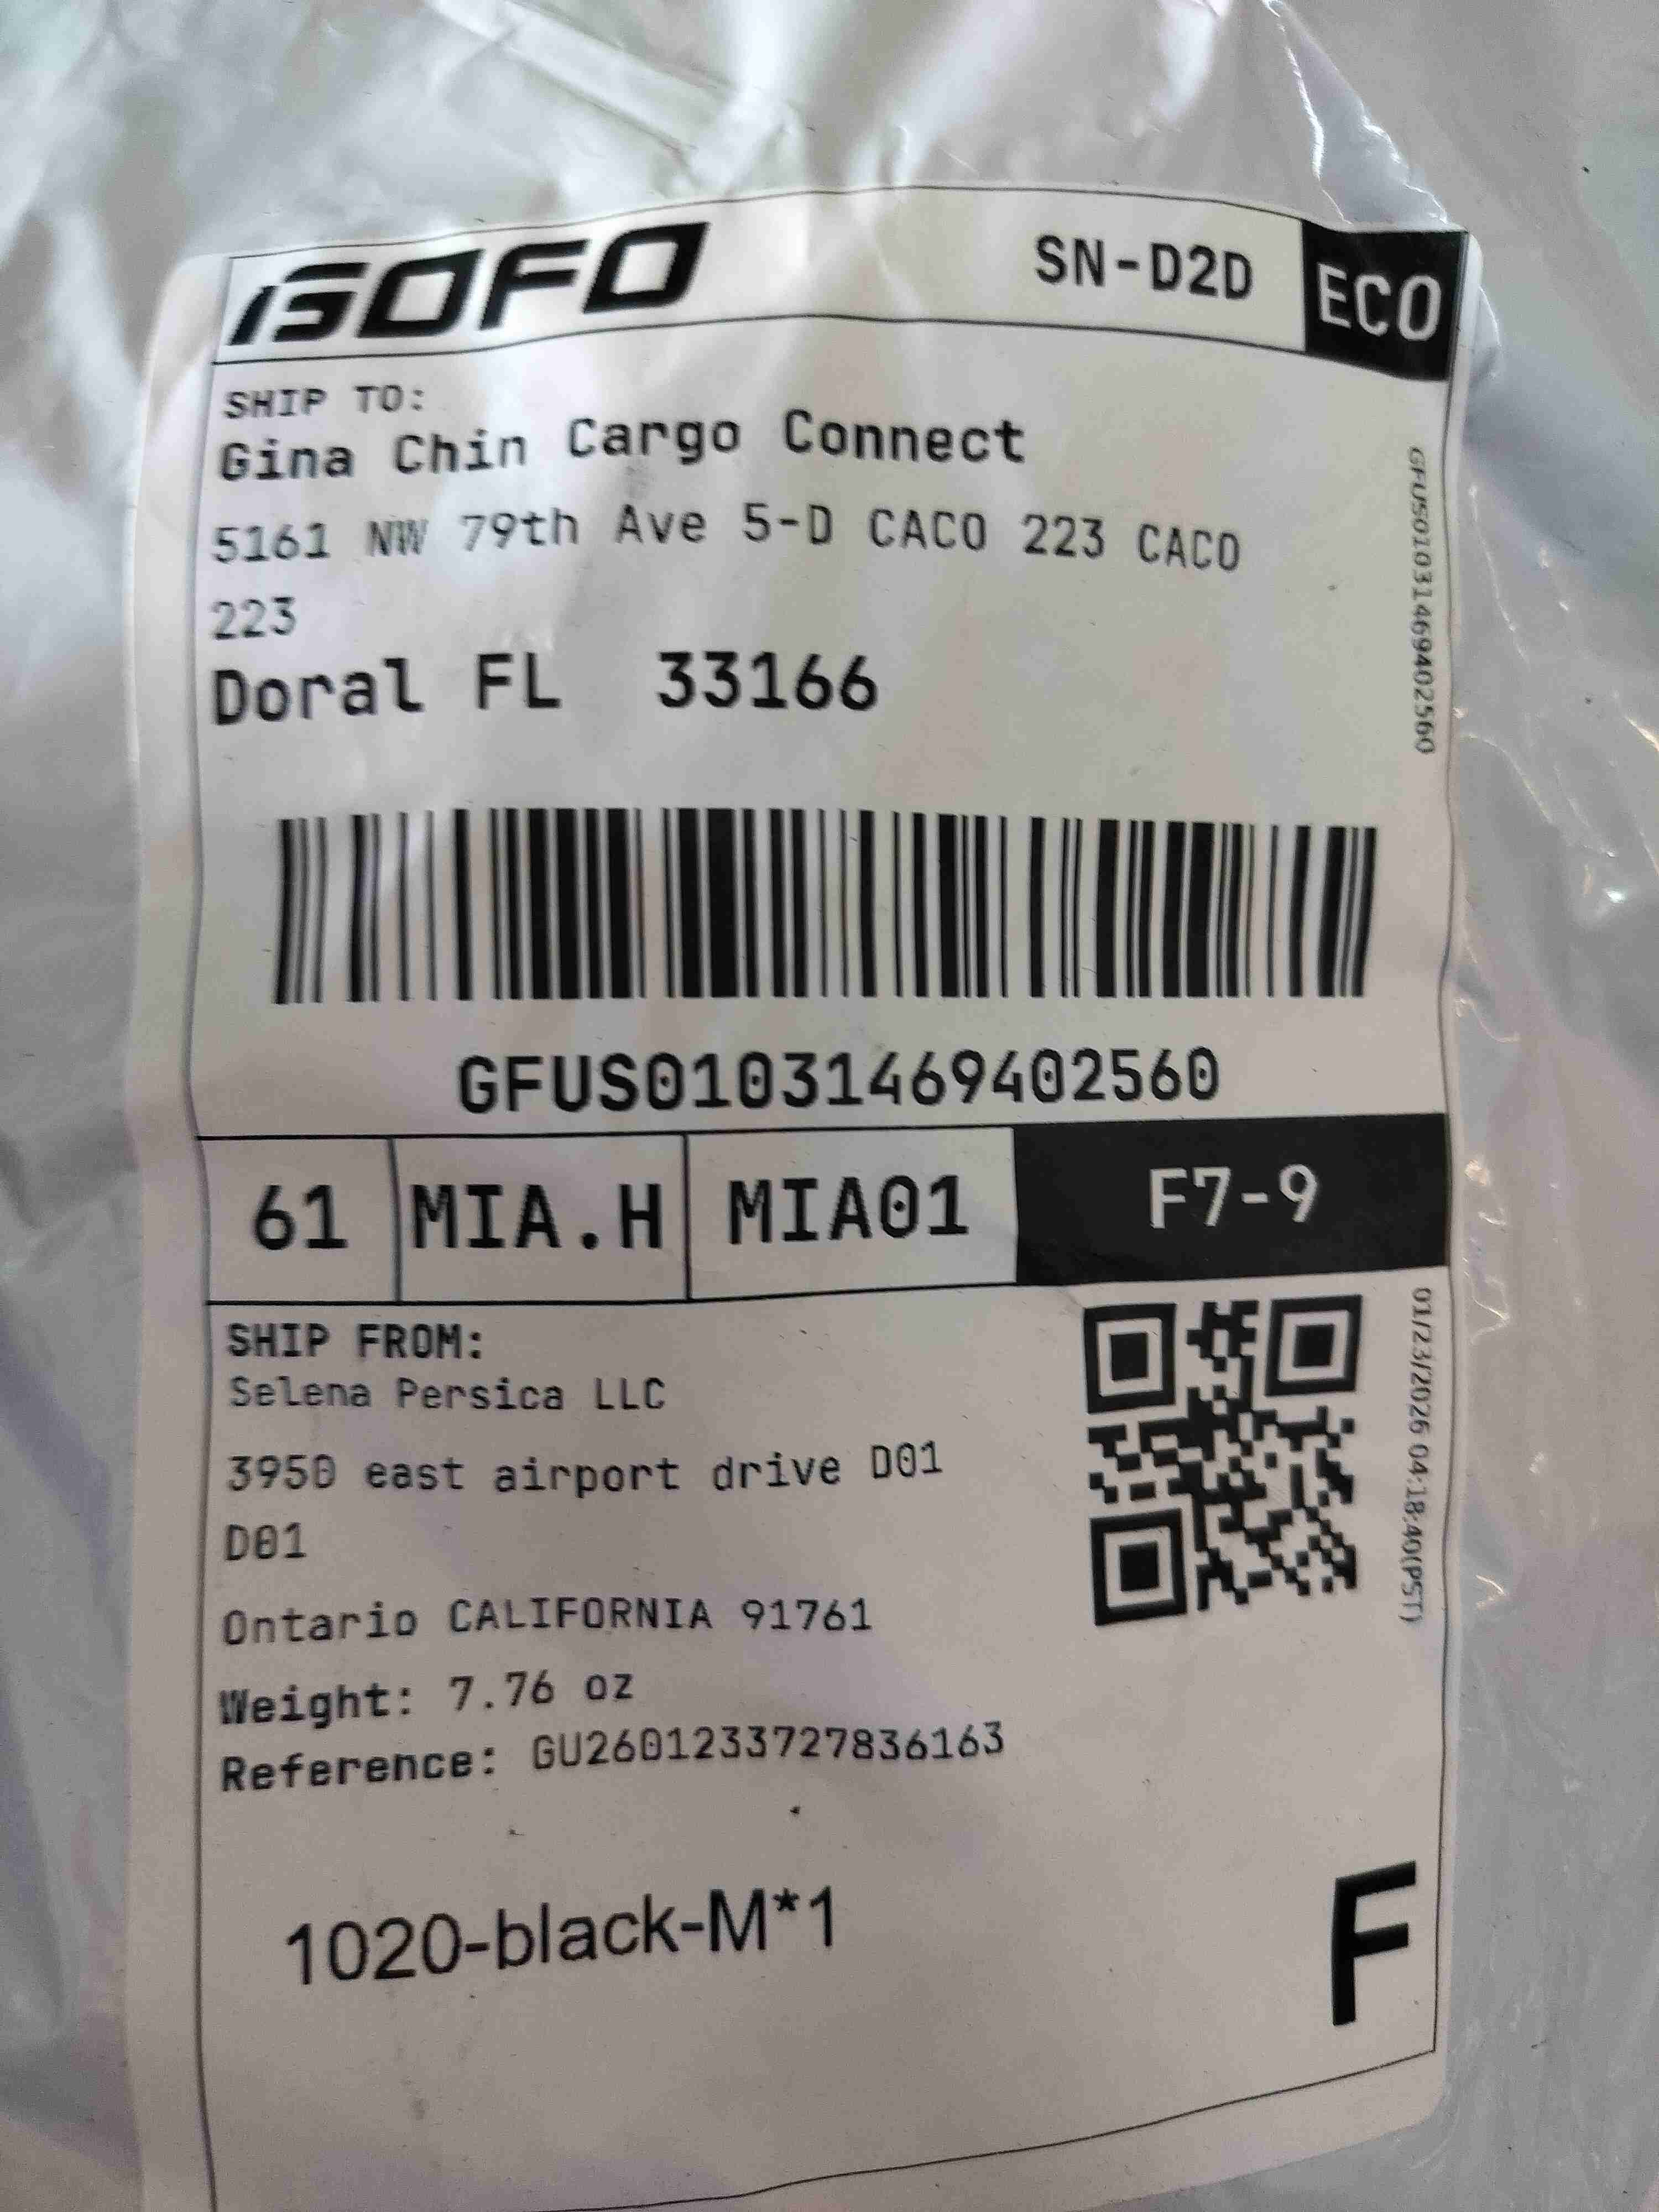 GOFO
SN-D2D
ECO
SHIP TO:
Gina Chin Cargo Connect
5161 NW 79th Ave 5-D CACO 223 CACO
223
Doral FL 33166
GFUS01031469402560
GFUS01031469402560
61
MIA.H
MIA01
F7-9
SHIP FROM:
Selena Persica LLC
3950 east airport drive D01
D01
Ontario CALIFORNIA 91761
Weight: 7.76 oz
Reference: GU2601233727836163
01/23/2026 04:18:40(PST)
1020-black-M*1
F